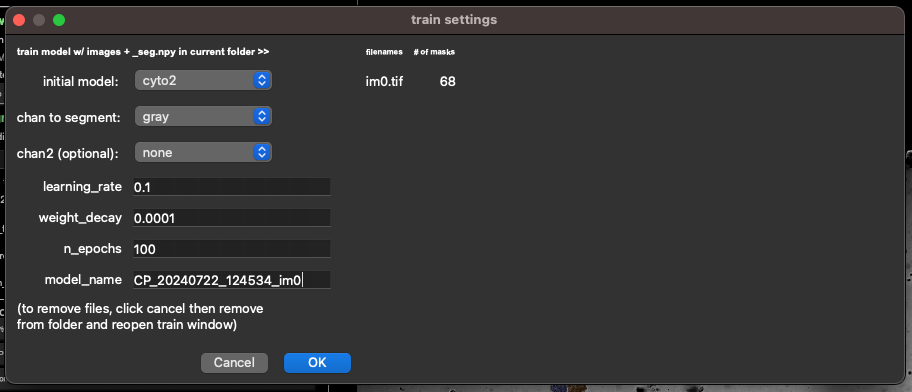 train settings
train model w/ images + _seg.npy in current folder >>
filenames # of masks
initial model: cyto2
im0.tif 68
chan to segment: gray
chan2 (optional): none
learning_rate 0.1
weight_decay 0.0001
n_epochs 100
model_name CP_20240722_124534_im0
(to remove files, click cancel then remove
from folder and reopen train window)
Cancel OK